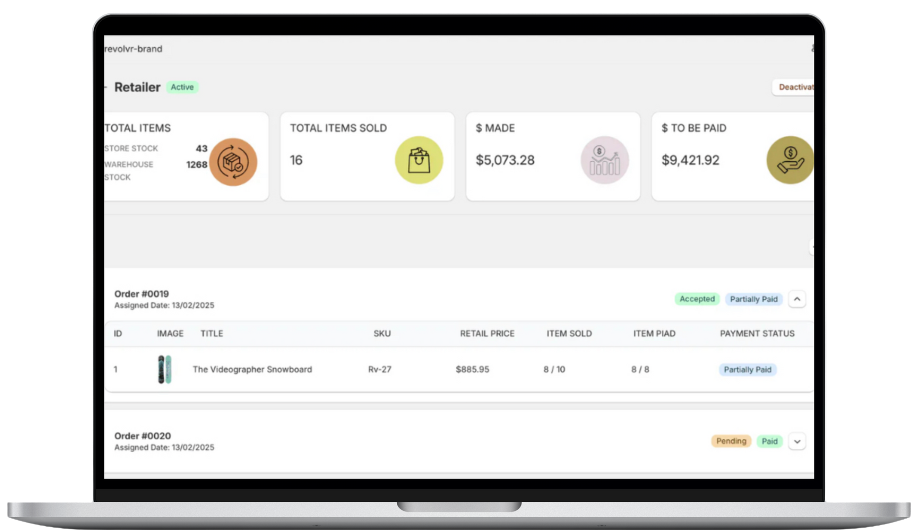 revolvr-brand
Retailer Active
Deactivat
TOTAL ITEMS
STORE STOCK 43
WAREHOUSE STOCK 1268
TOTAL ITEMS SOLD
16
$ MADE
$5,073.28
$ TO BE PAID
$9,421.92
Order #0019
Assigned Date: 13/02/2025
Accepted Partially Paid
ID IMAGE TITLE SKU RETAIL PRICE ITEM SOLD ITEM PIAD PAYMENT STATUS
1 The Videographer Snowboard Rv-27 $885.95 8 / 10 8 / 8 Partially Paid
Order #0020
Assigned Date: 13/02/2025
Pending Paid